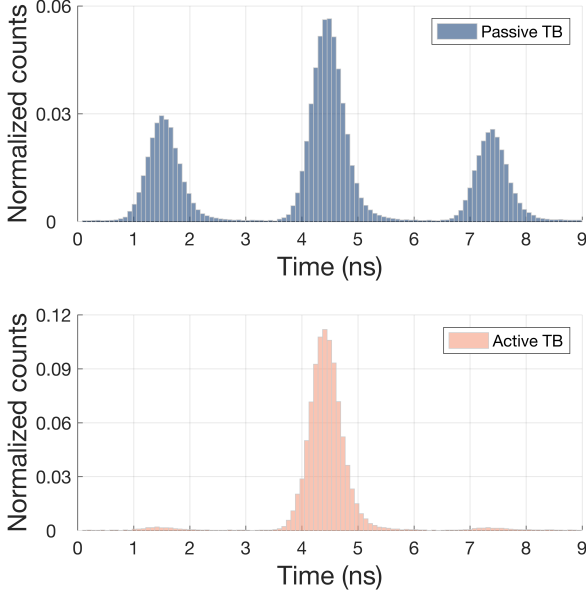 Normalized counts
0.06
0.03
0
Passive TB
0 1 2 3 4 5 6 7 8 9
Time (ns)
Normalized counts
0.12
0.09
0.06
0.03
0
Active TB
0 1 2 3 4 5 6 7 8 9
Time (ns)